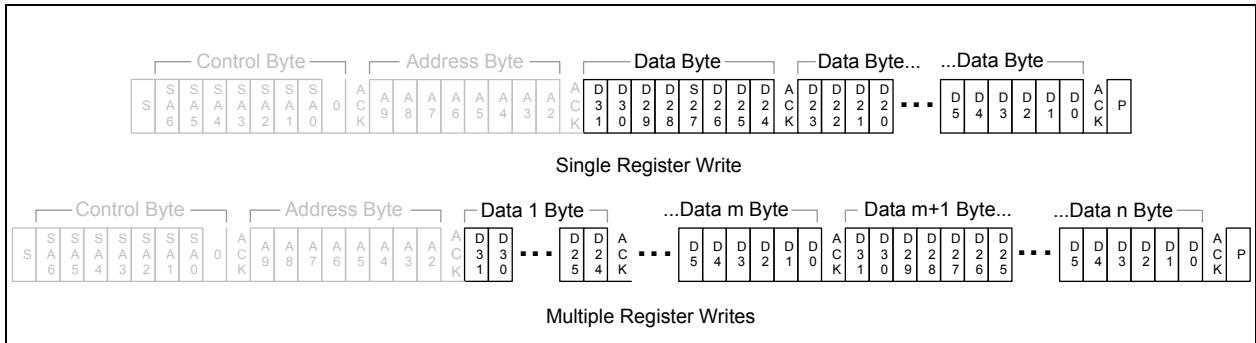 Control Byte Address Byte Data Byte Data Byte... ...Data Byte
S SA6 SA5 SA4 SA3 SA2 SA1 SA0 0 ACK A9 A8 A7 A6 A5 A4 A3 A2 ACK D31 D30 D29 D28 S27 D26 D25 D24 ACK D23 D22 D21 D20 ... D5 D4 D3 D2 D1 D0 ACK P
Single Register Write
Control Byte Address Byte Data 1 Byte ...Data m Byte Data m+1 Byte... ...Data n Byte
S SA6 SA5 SA4 SA3 SA2 SA1 SA0 0 ACK A9 A8 A7 A6 A5 A4 A3 A2 ACK D31 D30 ... D25 D24 ACK ... D5 D4 D3 D2 D1 D0 ACK D31 D30 D29 D28 D27 D26 D25 ... D5 D4 D3 D2 D1 D0 ACK P
Multiple Register Writes